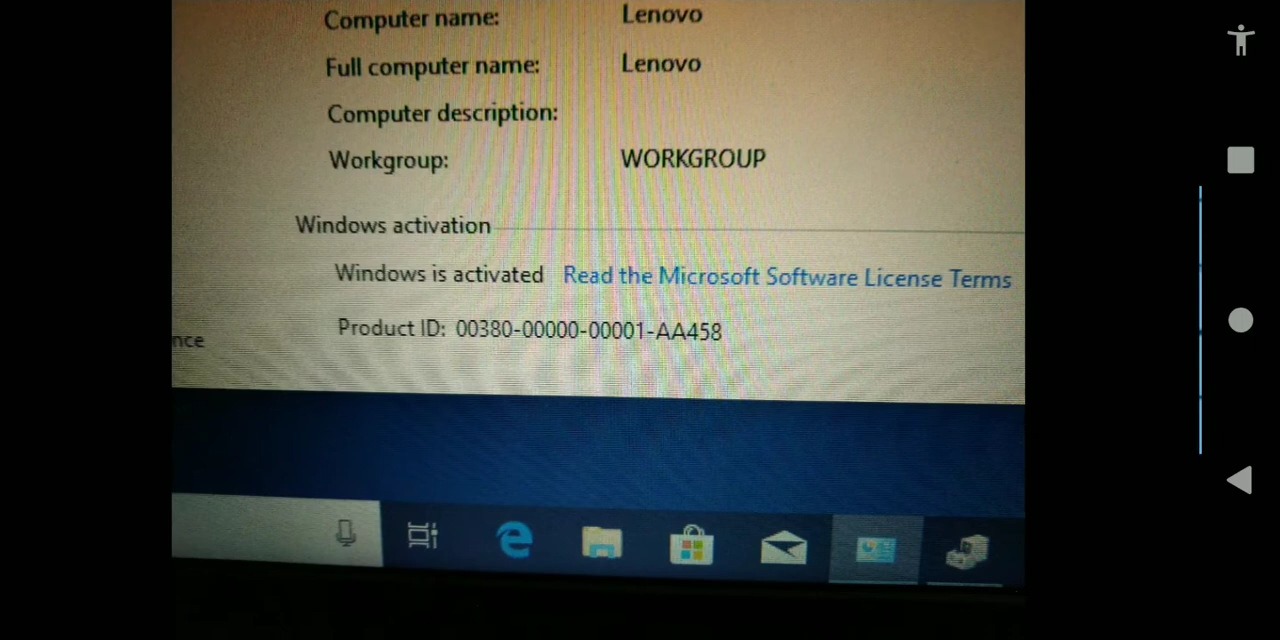 Computer name: Lenovo
Full computer name: Lenovo
Computer description:
Workgroup: WORKGROUP
Windows activation
Windows is activated Read the Microsoft Software License Terms
Product ID: 00380-00000-00001-AA458
nce